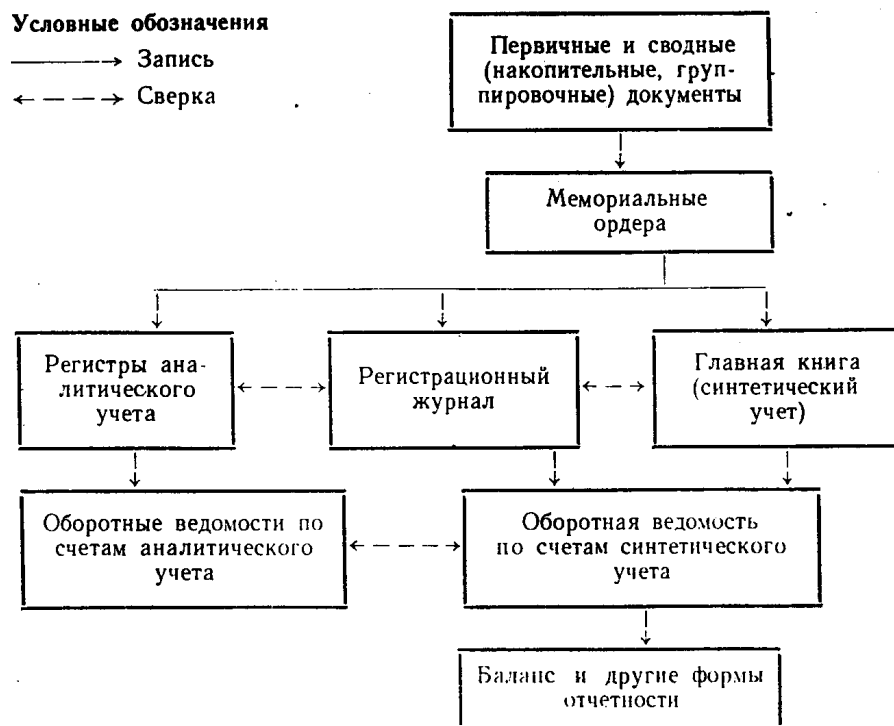 Условные обозначения
Запись
Сверка
Первичные и сводные
(накопительные, груп-
пировочные) документы
Мемориальные
ордера
Регистры ана-
литического
учета
Регистрационный
журнал
Главная книга
(синтетический
учет)
Оборотные ведомости по
счетам аналитического
учета
Оборотная ведомость
по счетам синтетического
учета
Баланс и другие формы
отчетности